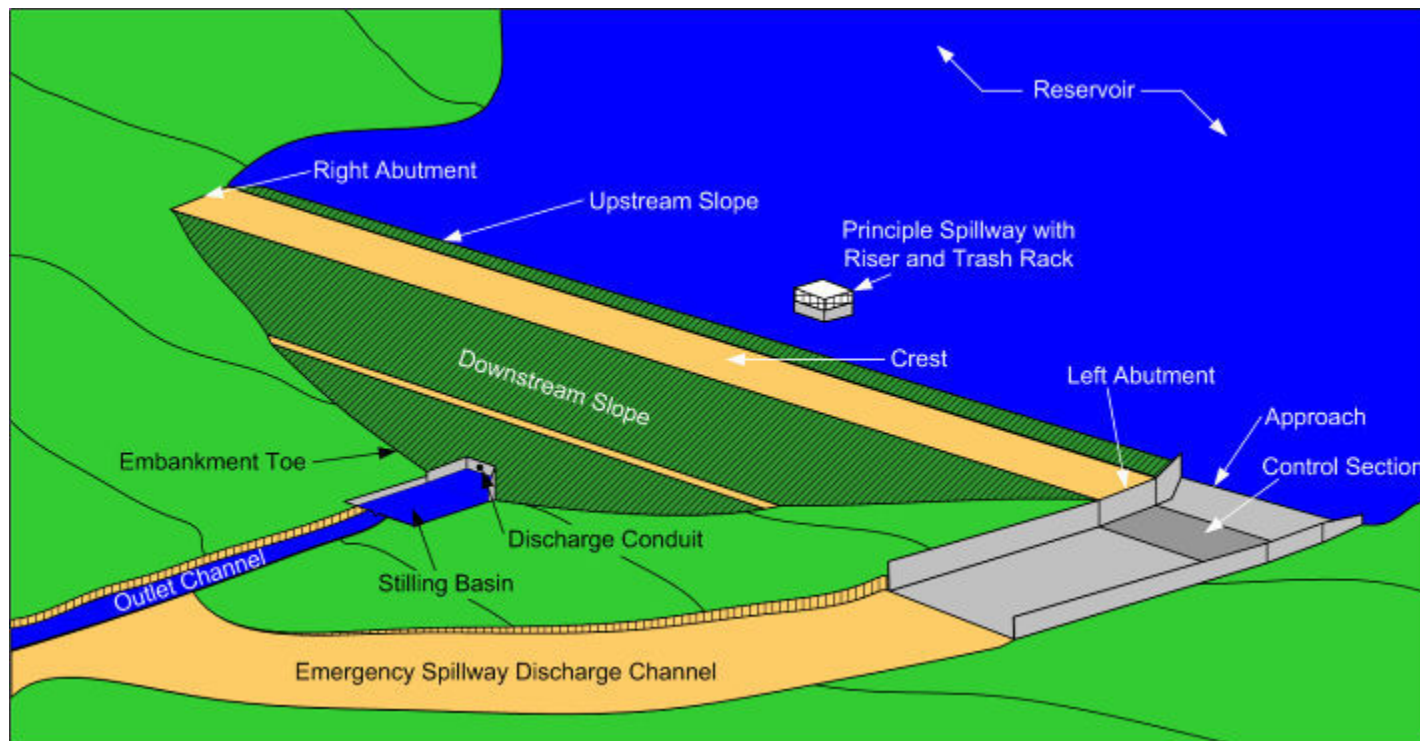 Reservoir
Right Abutment
Upstream Slope
Principle Spillway with
Riser and Trash Rack
Crest
Left Abutment
Downstream Slope
Approach
Control Section
Embankment Toe
Discharge Conduit
Stilling Basin
Outlet Channel
Emergency Spillway Discharge Channel